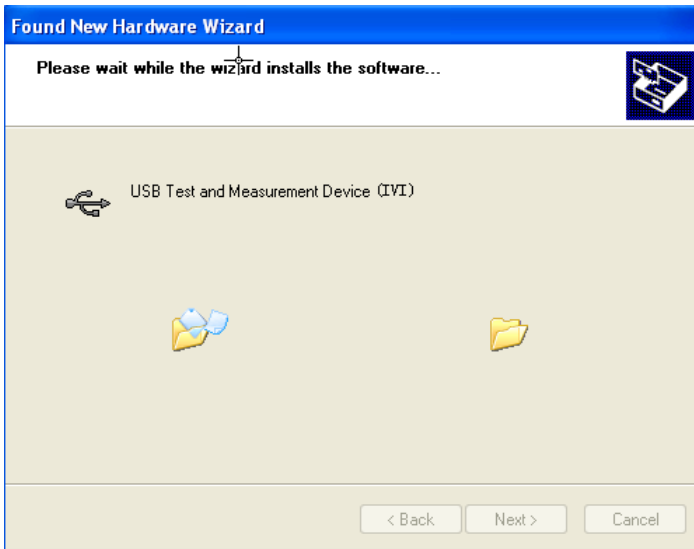 Found New Hardware Wizard
Please wait while the wizard installs the software...
USB Test and Measurement Device (IVI)
< Back
Next >
Cancel